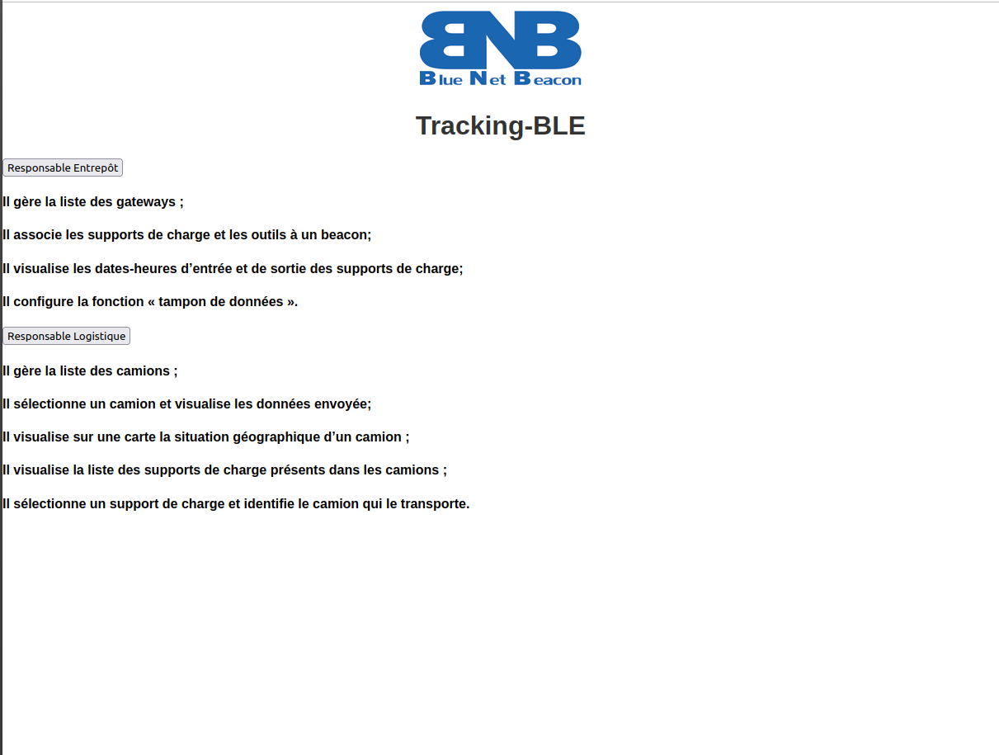 BNB
Blue Net Beacon
Tracking-BLE
Responsable Entrepôt
Il gère la liste des gateways ;
Il associe les supports de charge et les outils à un beacon;
Il visualise les dates-heures d’entrée et de sortie des supports de charge;
Il configure la fonction « tampon de données ».
Responsable Logistique
Il gère la liste des camions ;
Il sélectionne un camion et visualise les données envoyée;
Il visualise sur une carte la situation géographique d’un camion ;
Il visualise la liste des supports de charge présents dans les camions ;
Il sélectionne un support de charge et identifie le camion qui le transporte.